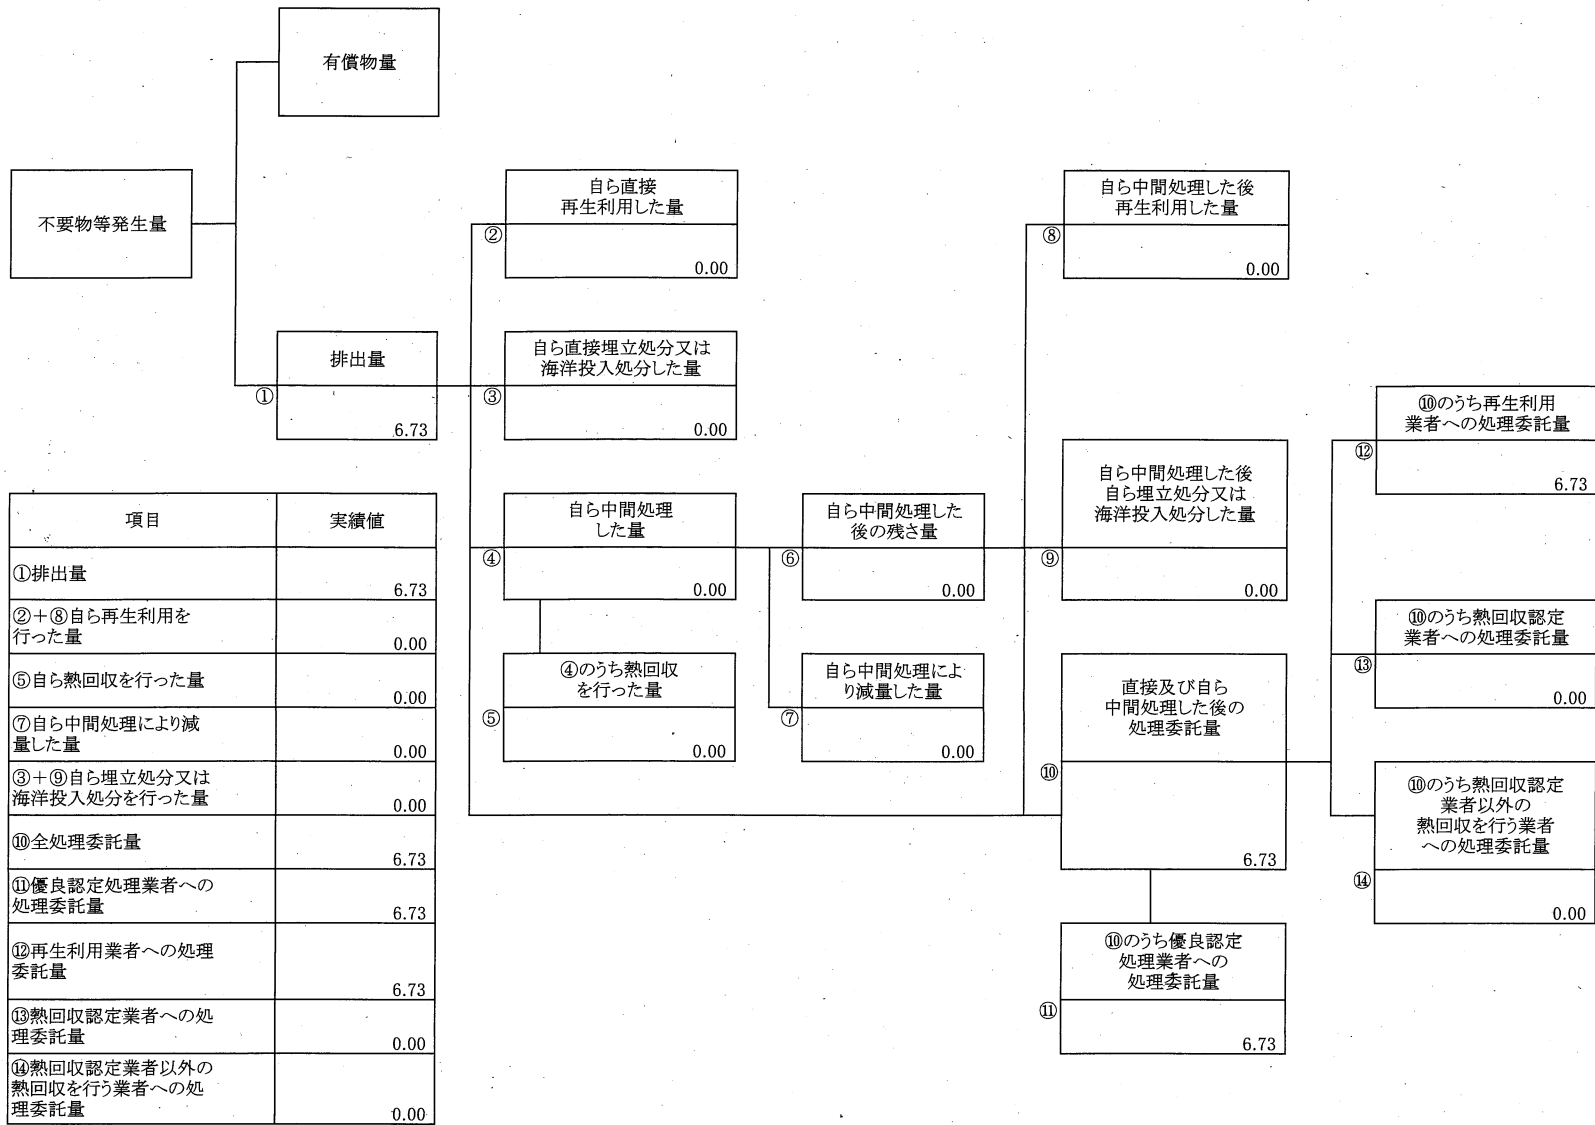 有償物量
不要物等発生量
自ら直接
再生利用した量
②
0.00
自ら中間処理した後
再生利用した量
⑧
0.00
排出量
①
6.73
自ら直接埋立処分又は
海洋投入処分した量
③
0.00
⑩のうち再生利用
業者への処理委託量
⑫
6.73
自ら中間処理
した量
④
0.00
自ら中間処理した
後の残さ量
⑥
0.00
自ら中間処理した後
自ら埋立処分又は
海洋投入処分した量
⑨
0.00
⑩のうち熱回収認定
業者への処理委託量
⑬
0.00
④のうち熱回収
を行った量
⑤
0.00
自ら中間処理によ
り減量した量
⑦
0.00
直接及び自ら
中間処理した後の
処理委託量
⑩
6.73
⑩のうち熱回収認定
業者以外の
熱回収を行う業者
への処理委託量
⑭
0.00
⑩のうち優良認定
処理業者への
処理委託量
⑪
6.73
項目 実績値
①排出量
6.73
②+⑧自ら再生利用を
行った量
0.00
⑤自ら熱回収を行った量
0.00
⑦自ら中間処理により減
量した量
0.00
③+⑨自ら埋立処分又は
海洋投入処分を行った量
0.00
⑩全処理委託量
6.73
⑪優良認定処理業者への
処理委託量
6.73
⑫再生利用業者への処理
委託量
6.73
⑬熱回収認定業者への処
理委託量
0.00
⑭熱回収認定業者以外の
熱回収を行う業者への処
理委託量
0.00